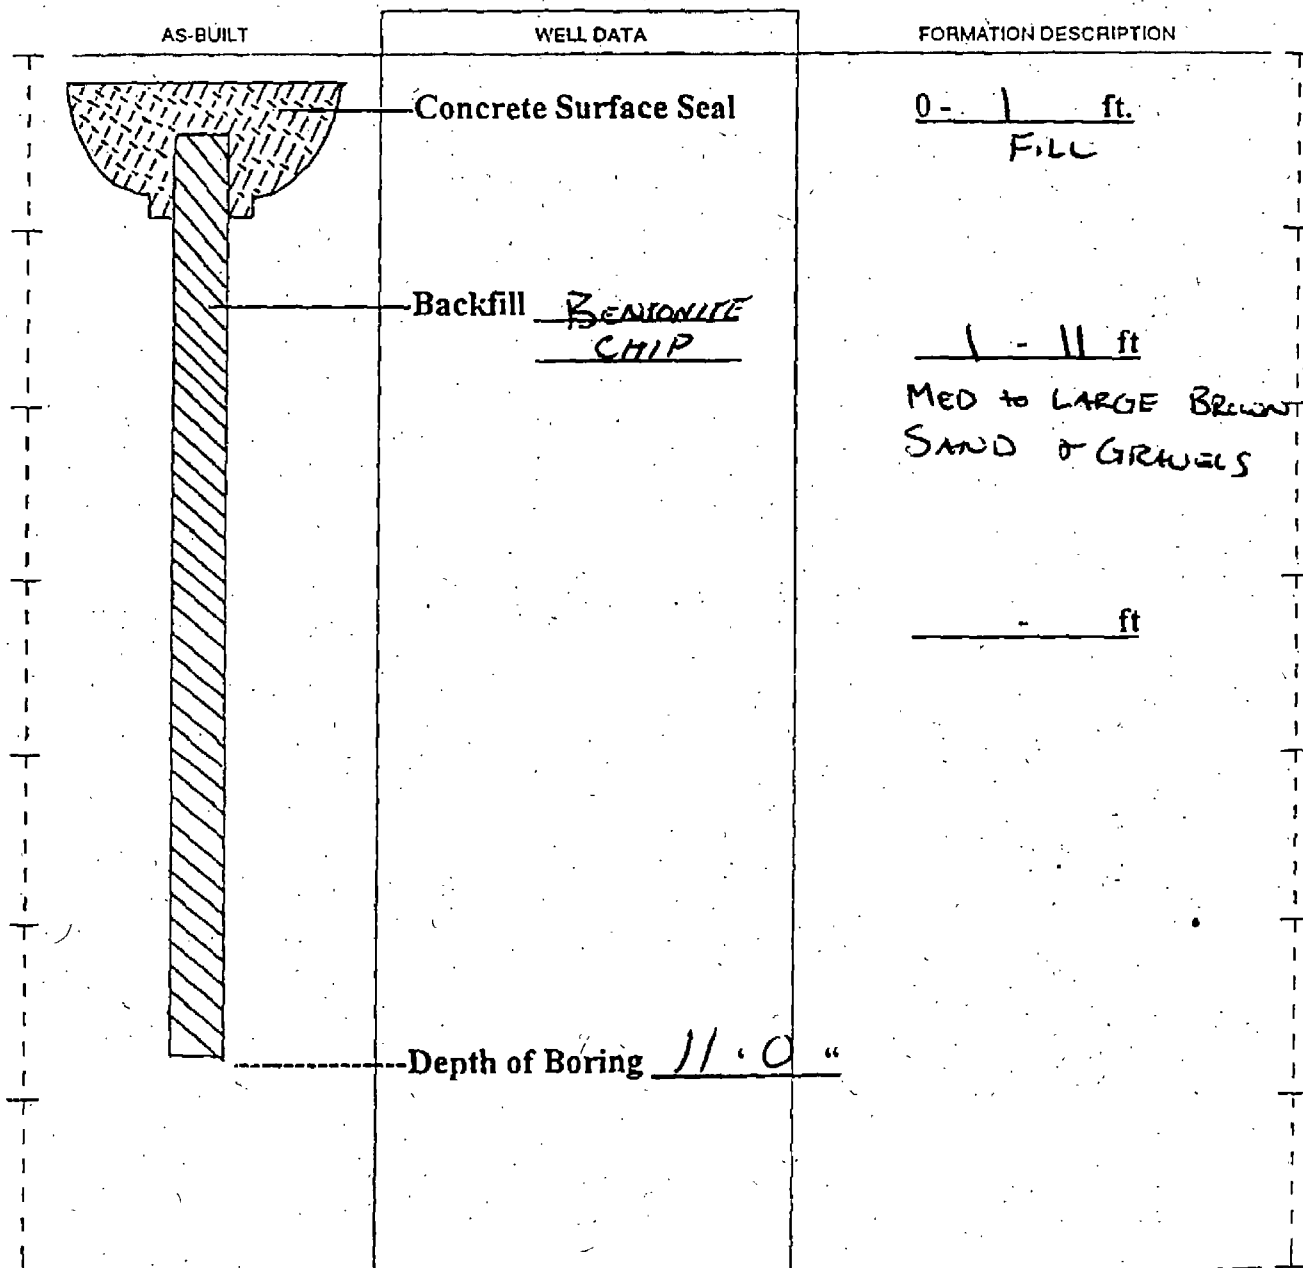 AS-BUILT WELL DATA FORMATION DESCRIPTION
Concrete Surface Seal
0 - 1 ft.
FILL
Backfill BENTONITE
CHIP
1 - 11 ft
MED to LARGE BROWN
SAND & GRAVELS
- ft
Depth of Boring 11 ' 0 "